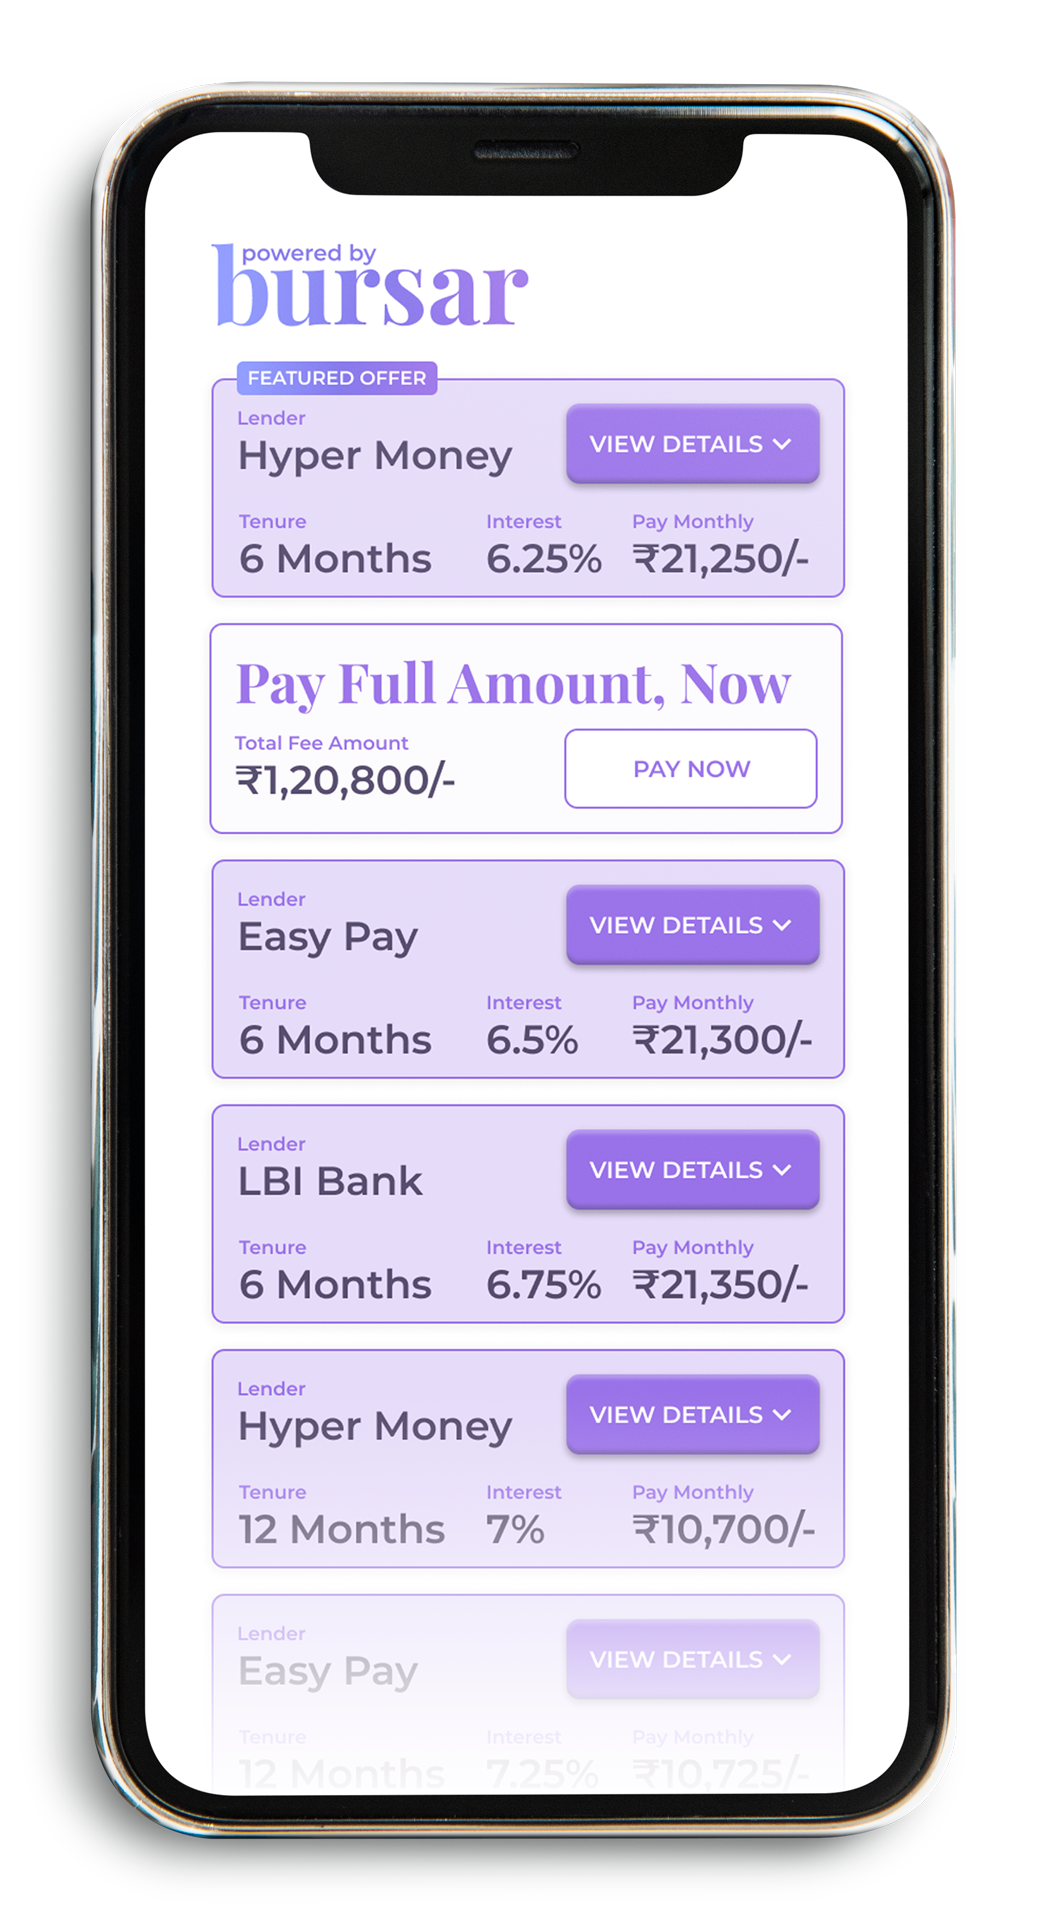 powered by
bursar
FEATURED OFFER
Lender
Hyper Money
VIEW DETAILS
Tenure Interest Pay Monthly
6 Months 6.25% ₹21,250/-
Pay Full Amount, Now
Total Fee Amount
₹1,20,800/-
PAY NOW
Lender
Easy Pay
VIEW DETAILS
Tenure Interest Pay Monthly
6 Months 6.5% ₹21,300/-
Lender
LBI Bank
VIEW DETAILS
Tenure Interest Pay Monthly
6 Months 6.75% ₹21,350/-
Lender
Hyper Money
VIEW DETAILS
Tenure Interest Pay Monthly
12 Months 7% ₹10,700/-
Lender
Easy Pay
VIEW DETAILS
Tenure Interest Pay Monthly
12 Months 7.25% ₹10,725/-